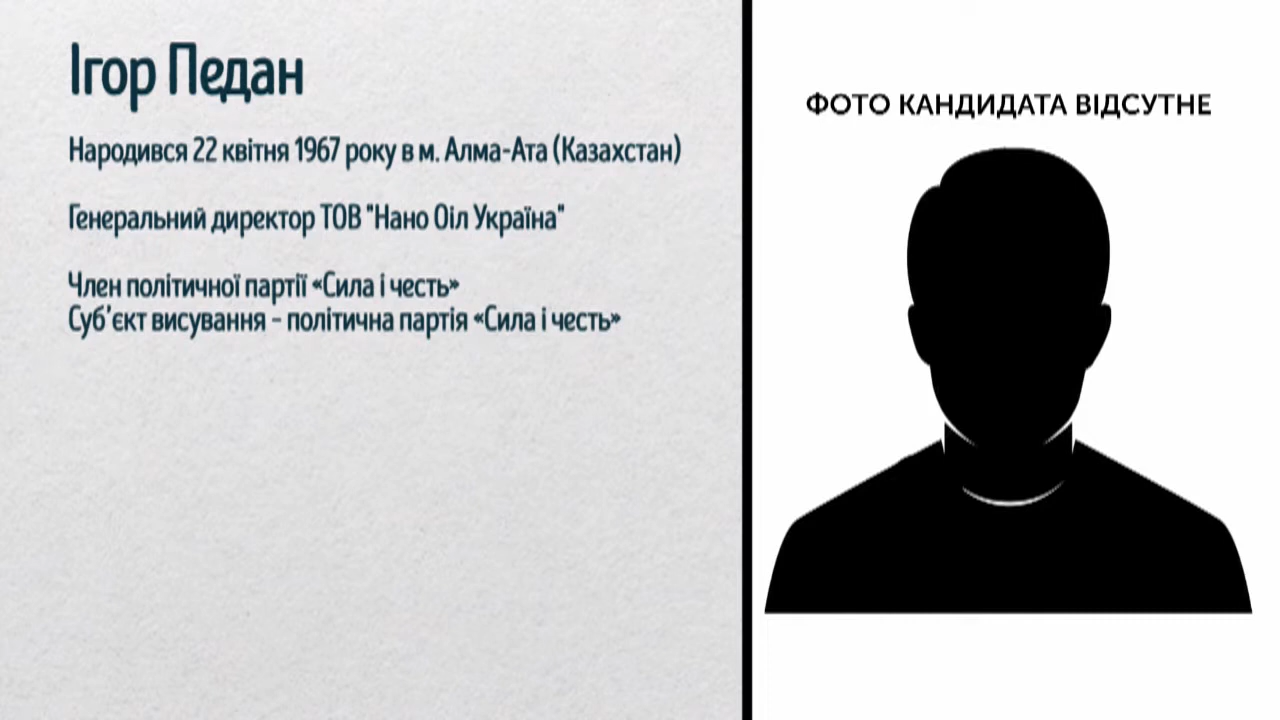 Ігор Педан
Народився 22 квітня 1967 року в м. Алма-Ата (Казахстан)
Генеральний директор ТОВ "Нано Оіл Україна"
Член політичної партії «Сила і честь»
Суб’єкт висування - політична партія «Сила і честь»
ФОТО КАНДИДАТА ВІДСУТНЕ